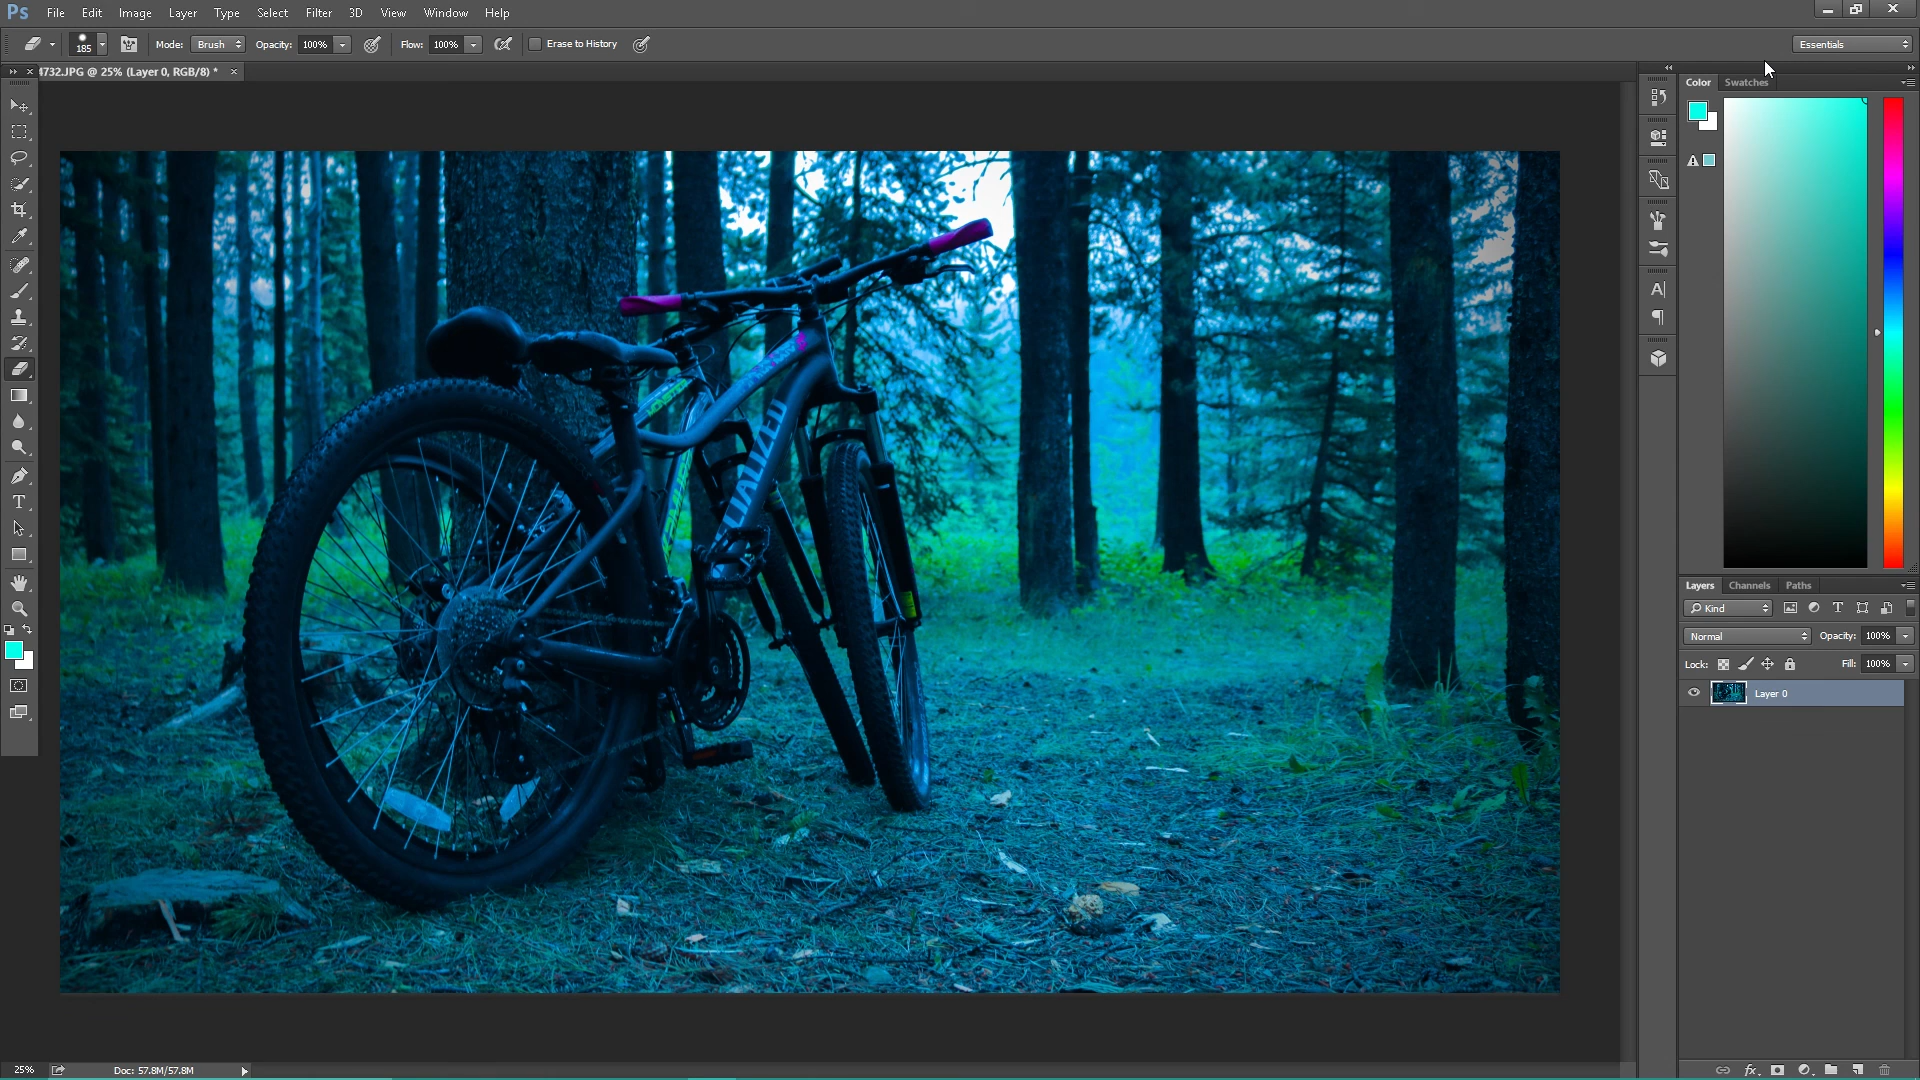 Ps File Edit Image Layer Type Select Filter 3D View Window Help
185 Mode: Brush Opacity: 100% Flow: 100% Erase to History Essentials
4732.JPG @ 25% (Layer 0, RGB/8) * ×
Color Swatches
UALIZED
Layers Channels Paths
Kind
Normal Opacity: 100%
Lock: Fill: 100%
Layer 0
25% Doc: 57.8M/57.8M